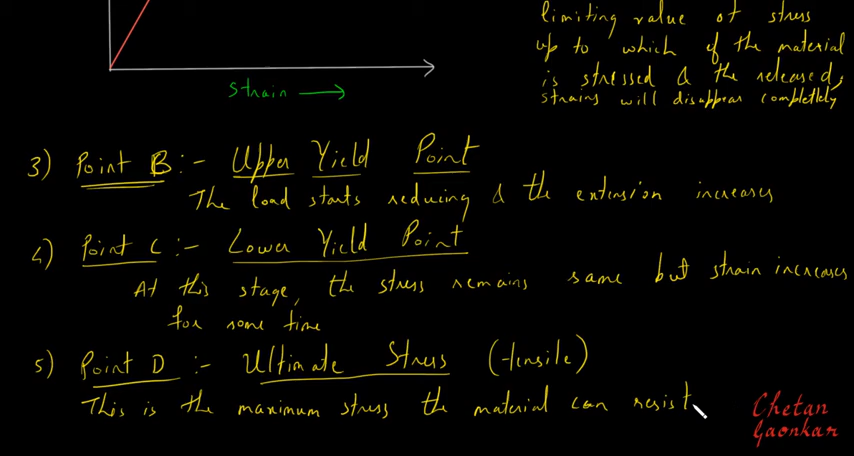 limiting value of stress
up to which if the material
is stressed & the released,
strains will disappear completley
Strain →
3) Point B :- Upper Yield Point
The load starts reducing & the extension increases
4) Point C :- Lower Yield Point
At this stage, the stress remains same but strain increases
for some time
5) Point D :- Ultimate Stress (tensile)
This is the maximum stress the material can resist
Chetan
Gaonkar